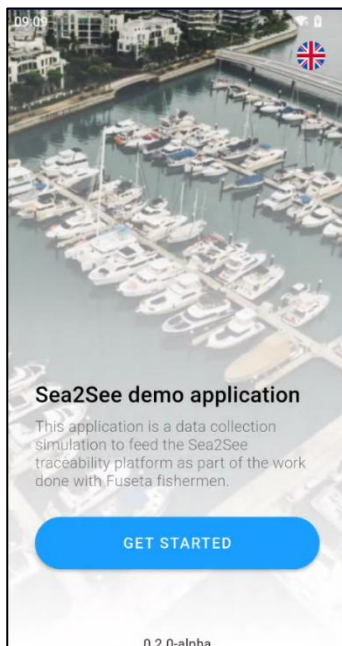 09:09
Sea2See demo application
This application is a data collection
simulation to feed the Sea2See
traceability platform as part of the work
done with Fuseta fishermen.
GET STARTED
0.2.0-alpha